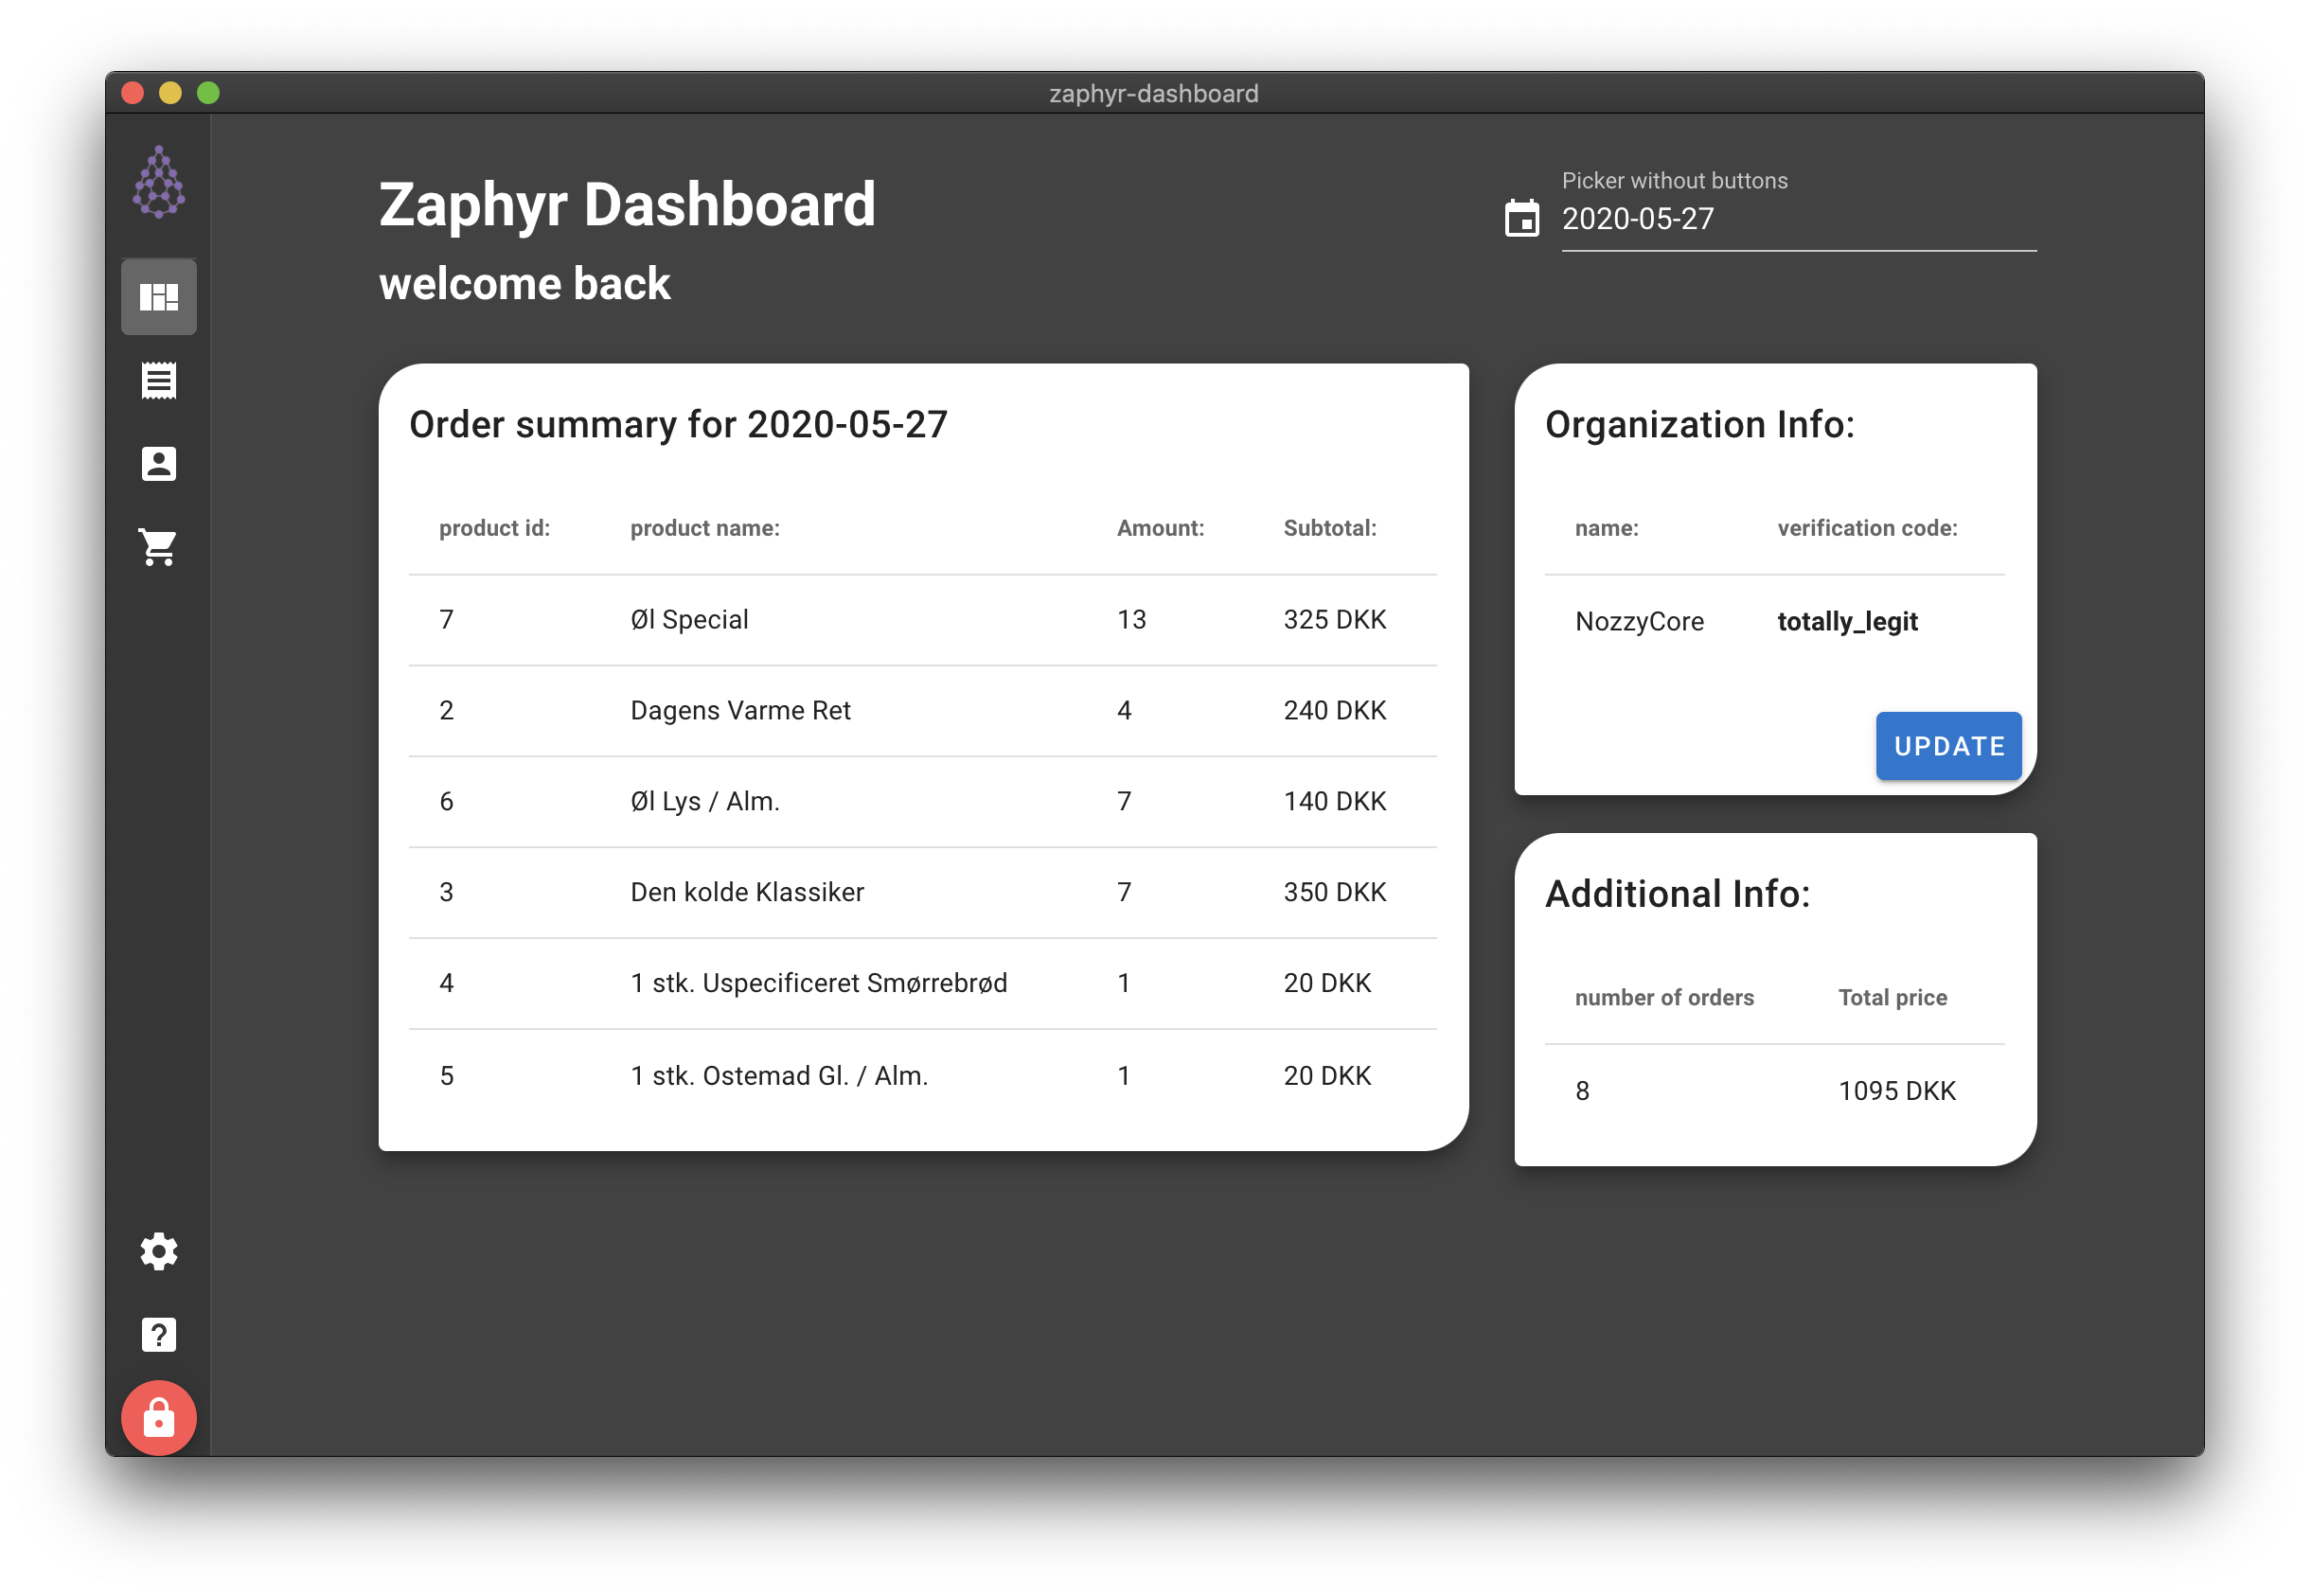 zaphyr-dashboard
Zaphyr Dashboard
welcome back
Picker without buttons
2020-05-27
Order summary for 2020-05-27
product id: product name: Amount: Subtotal:
7 Øl Special 13 325 DKK
2 Dagens Varme Ret 4 240 DKK
6 Øl Lys / Alm. 7 140 DKK
3 Den kolde Klassiker 7 350 DKK
4 1 stk. Uspecificeret Smørrebrød 1 20 DKK
5 1 stk. Ostemad Gl. / Alm. 1 20 DKK
Organization Info:
name: verification code:
NozzyCore totally_legit
UPDATE
Additional Info:
number of orders Total price
8 1095 DKK